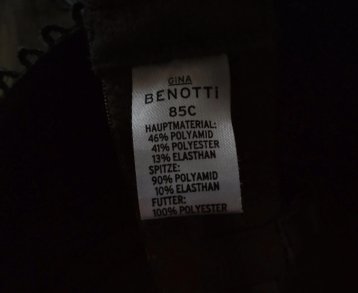 GINA
BENOTTi
85C
HAUPTMATERIAL:
46% POLYAMID
41% POLYESTER
13% ELASTHAN
SPITZE:
90% POLYAMID
10% ELASTHAN
FUTTER:
100% POLYESTER